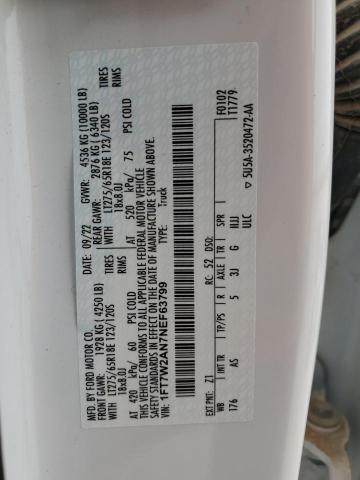 MFD. BY FORD MOTOR CO.
DATE: 09/22 GVWR: 4536 KG (10000 LB)
FRONT GAWR: 1928 KG (4250 LB) REAR GAWR: 2876 KG (6340 LB)
WITH LT275/65R18E 123/120S TIRES WITH LT275/65R18E 123/120S TIRES
18x8.0J RIMS 18x8.0J RIMS
AT 420 kPa/ 60 PSI COLD AT 520 kPa/ 75 PSI COLD
THIS VEHICLE CONFORMS TO ALL APPLICABLE FEDERAL MOTOR VEHICLE
SAFETY STANDARDS IN EFFECT ON THE DATE OF MANUFACTURE SHOWN ABOVE.
VIN: 1FT7W2AN7NEF63799 TYPE: Truck
F0102
T1779
EXT PNT: Z1 RC: 52 DSO:
WB INT TR TP/PS R AXLE TR SPR
176 AS 5 3J G IIJJ
ULC
5U5A-3520472-AA